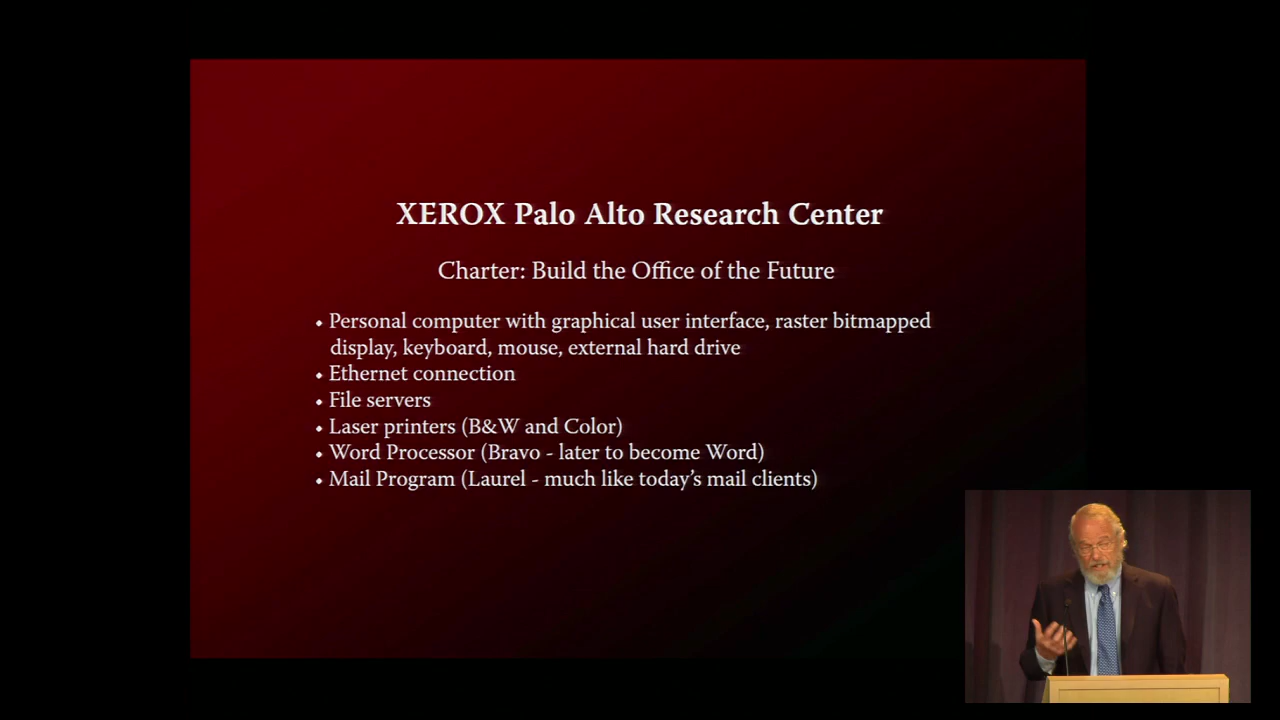 XEROX Palo Alto Research Center
Charter: Build the Office of the Future
• Personal computer with graphical user interface, raster bitmapped
display, keyboard, mouse, external hard drive
• Ethernet connection
• File servers
• Laser printers (B&W and Color)
• Word Processor (Bravo - later to become Word)
• Mail Program (Laurel - much like today's mail clients)